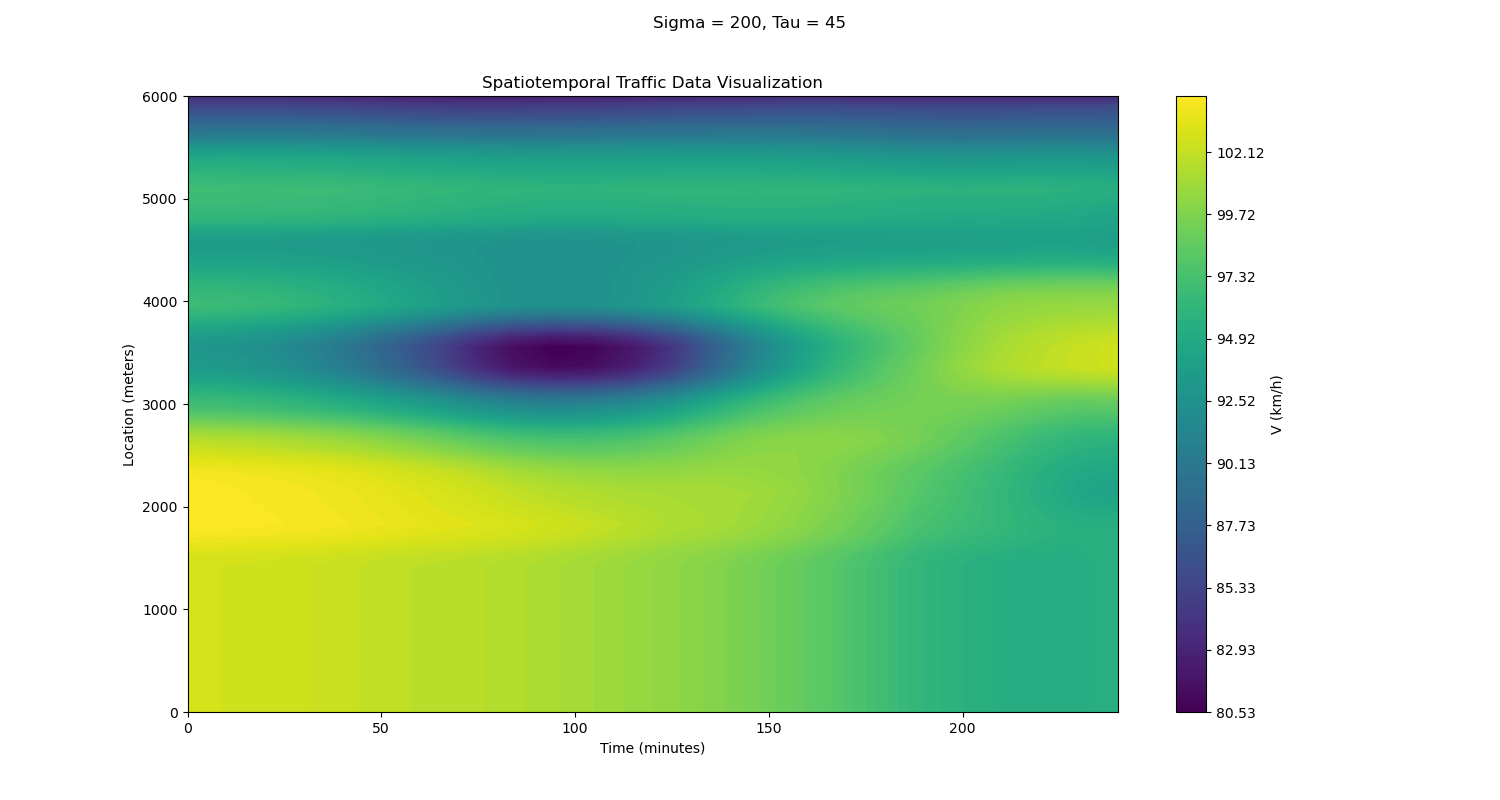 Sigma = 200, Tau = 45
Spatiotemporal Traffic Data Visualization
6000
5000
4000
3000
2000
1000
0
Location (meters)
0 50 100 150 200
Time (minutes)
102.12
99.72
97.32
94.92
92.52
90.13
87.73
85.33
82.93
80.53
V (km/h)